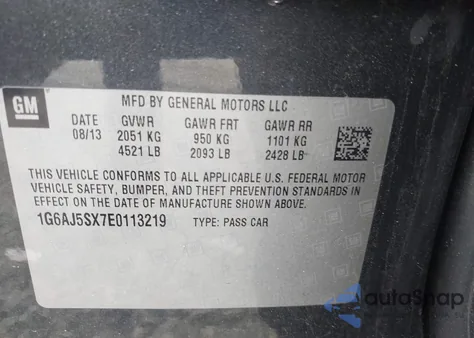 GM
MFD BY GENERAL MOTORS LLC
DATE GVWR GAWR FRT GAWR RR
08/13 2051 KG 950 KG 1101 KG
4521 LB 2093 LB 2428 LB
THIS VEHICLE CONFORMS TO ALL APPLICABLE U.S. FEDERAL MOTOR
VEHICLE SAFETY, BUMPER, AND THEFT PREVENTION STANDARDS IN
EFFECT ON THE DATE OF MANUFACTURE SHOWN ABOVE.
1G6AJ5SX7E0113219 TYPE: PASS CAR
autoSnap